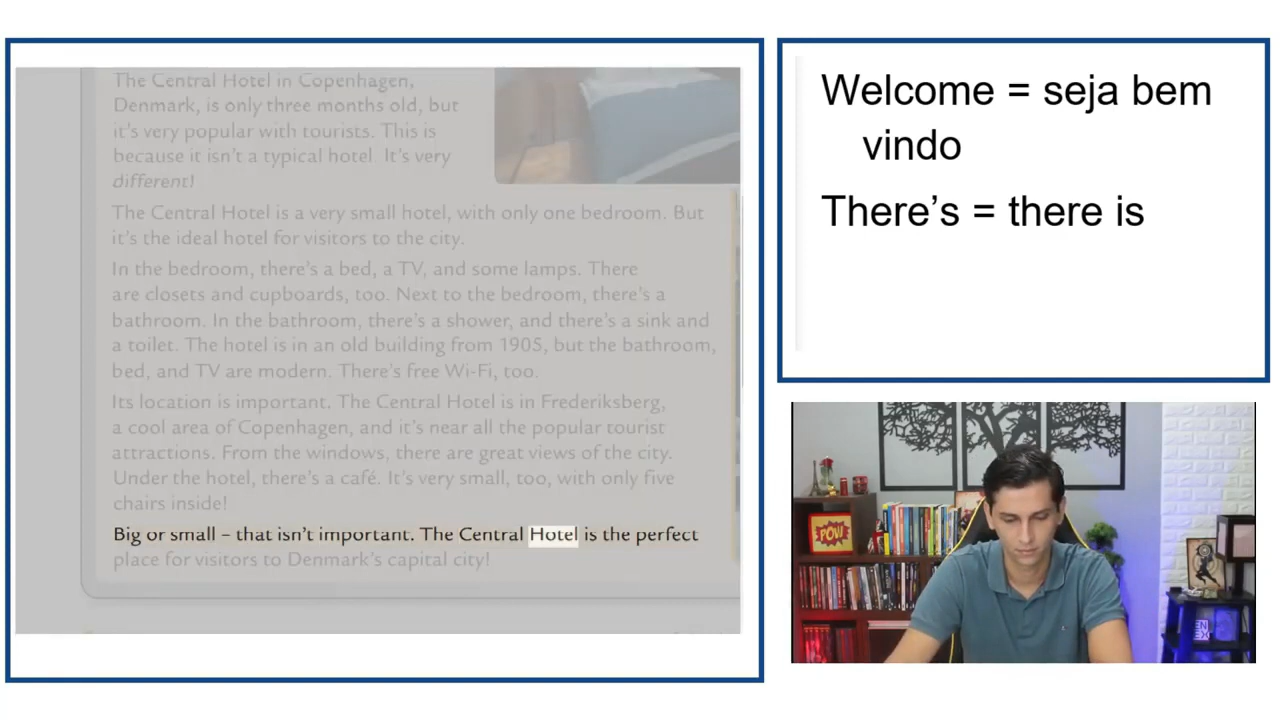 The Central Hotel in Copenhagen,
Denmark, is only three months old, but
it's very popular with tourists. This is
because it isn't a typical hotel. It's very
different!
The Central Hotel is a very small hotel, with only one bedroom. But
it's the ideal hotel for visitors to the city.
In the bedroom, there's a bed, a TV, and some lamps. There
are closets and cupboards, too. Next to the bedroom, there's a
bathroom. In the bathroom, there's a shower, and there's a sink and
a toilet. The hotel is in an old building from 1905, but the bathroom,
bed, and TV are modern. There's free Wi-Fi, too.
Its location is important. The Central Hotel is in Frederiksberg,
a cool area of Copenhagen, and it's near all the popular tourist
attractions. From the windows, there are great views of the city.
Under the hotel, there's a café. It's very small, too, with only five
chairs inside!
Big or small – that isn't important. The Central Hotel is the perfect
place for visitors to Denmark's capital city!
Welcome = seja bem
vindo
There's = there is
POW